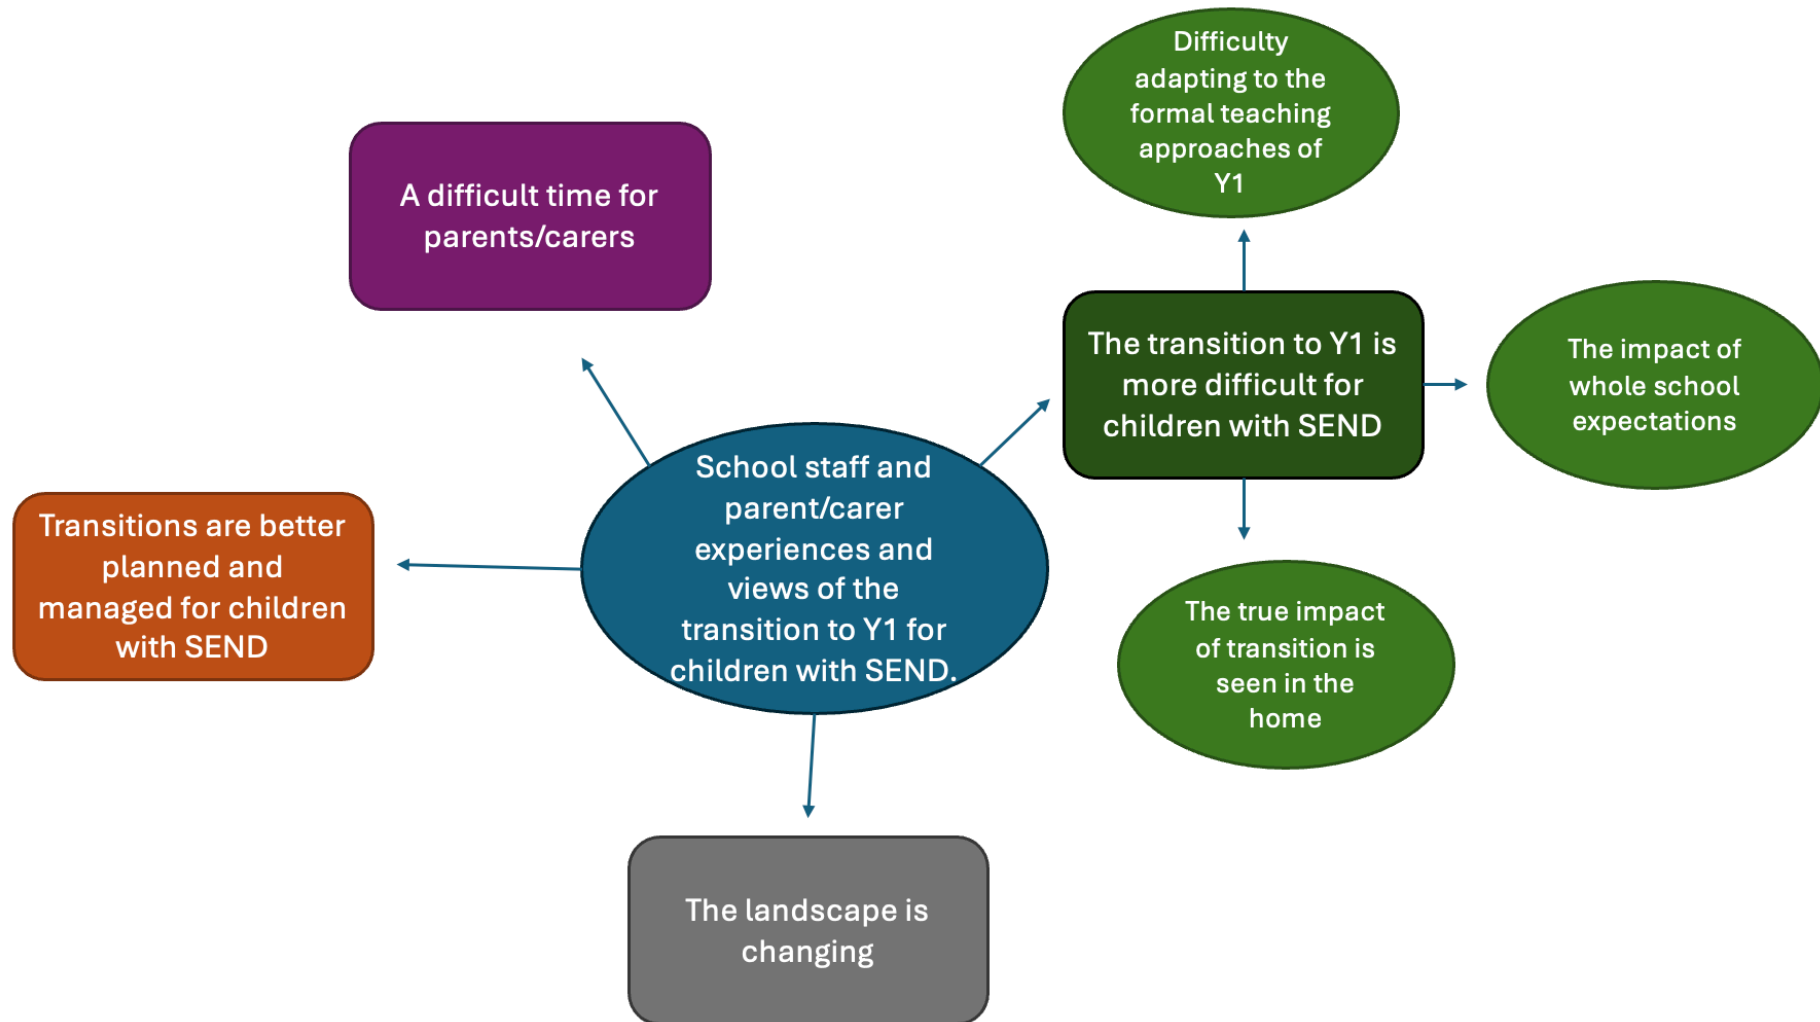 Difficulty
adapting to the
formal teaching
approaches of
Y1
A difficult time for
parents/carers
The transition to Y1 is
more difficult for
children with SEND
The impact of
whole school
expectations
School staff and
parent/carer
experiences and
views of the
transition to Y1 for
children with SEND.
Transitions are better
planned and
managed for children
with SEND
The true impact
of transition is
seen in the
home
The landscape is
changing